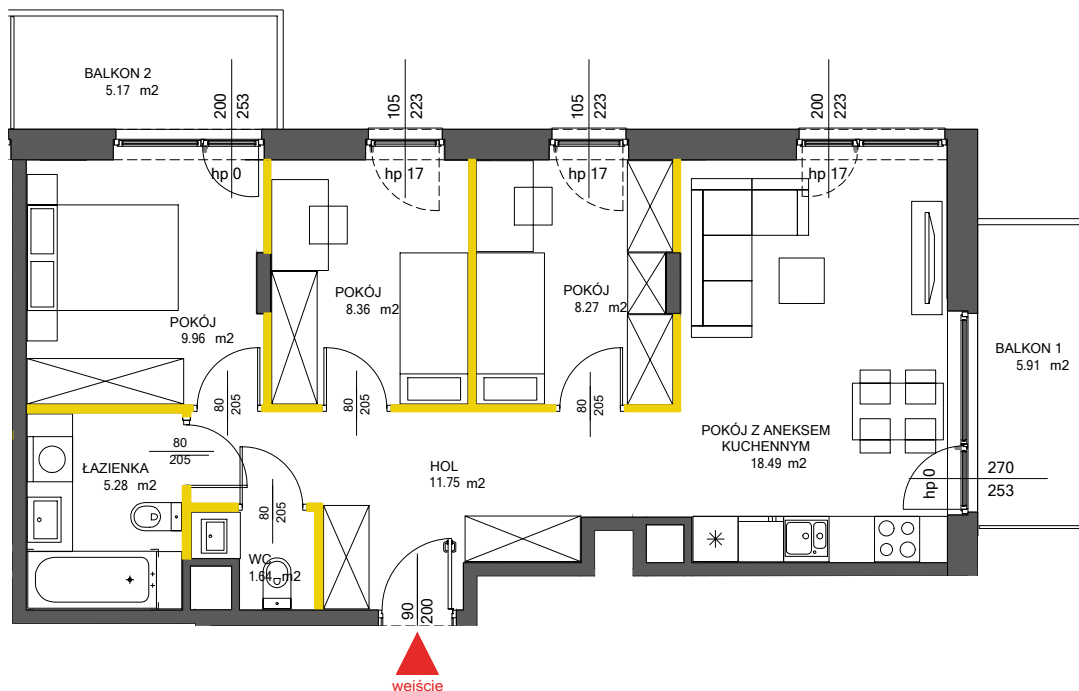 BALKON 2
5.17 m2
200
253
105
223
105
223
200
223
hp 0
hp 17
hp 17
hp 17
POKÓJ
9.96 m2
POKÓJ
8.36 m2
POKÓJ
8.27 m2
BALKON 1
5.91 m2
80
205
80
205
80
205
POKÓJ Z ANEKSEM
KUCHENNYM
18.49 m2
80
205
ŁAZIENKA
5.28 m2
HOL
11.75 m2
hp 0
270
253
80
205
WC
1.64 m2
90
200
weiście